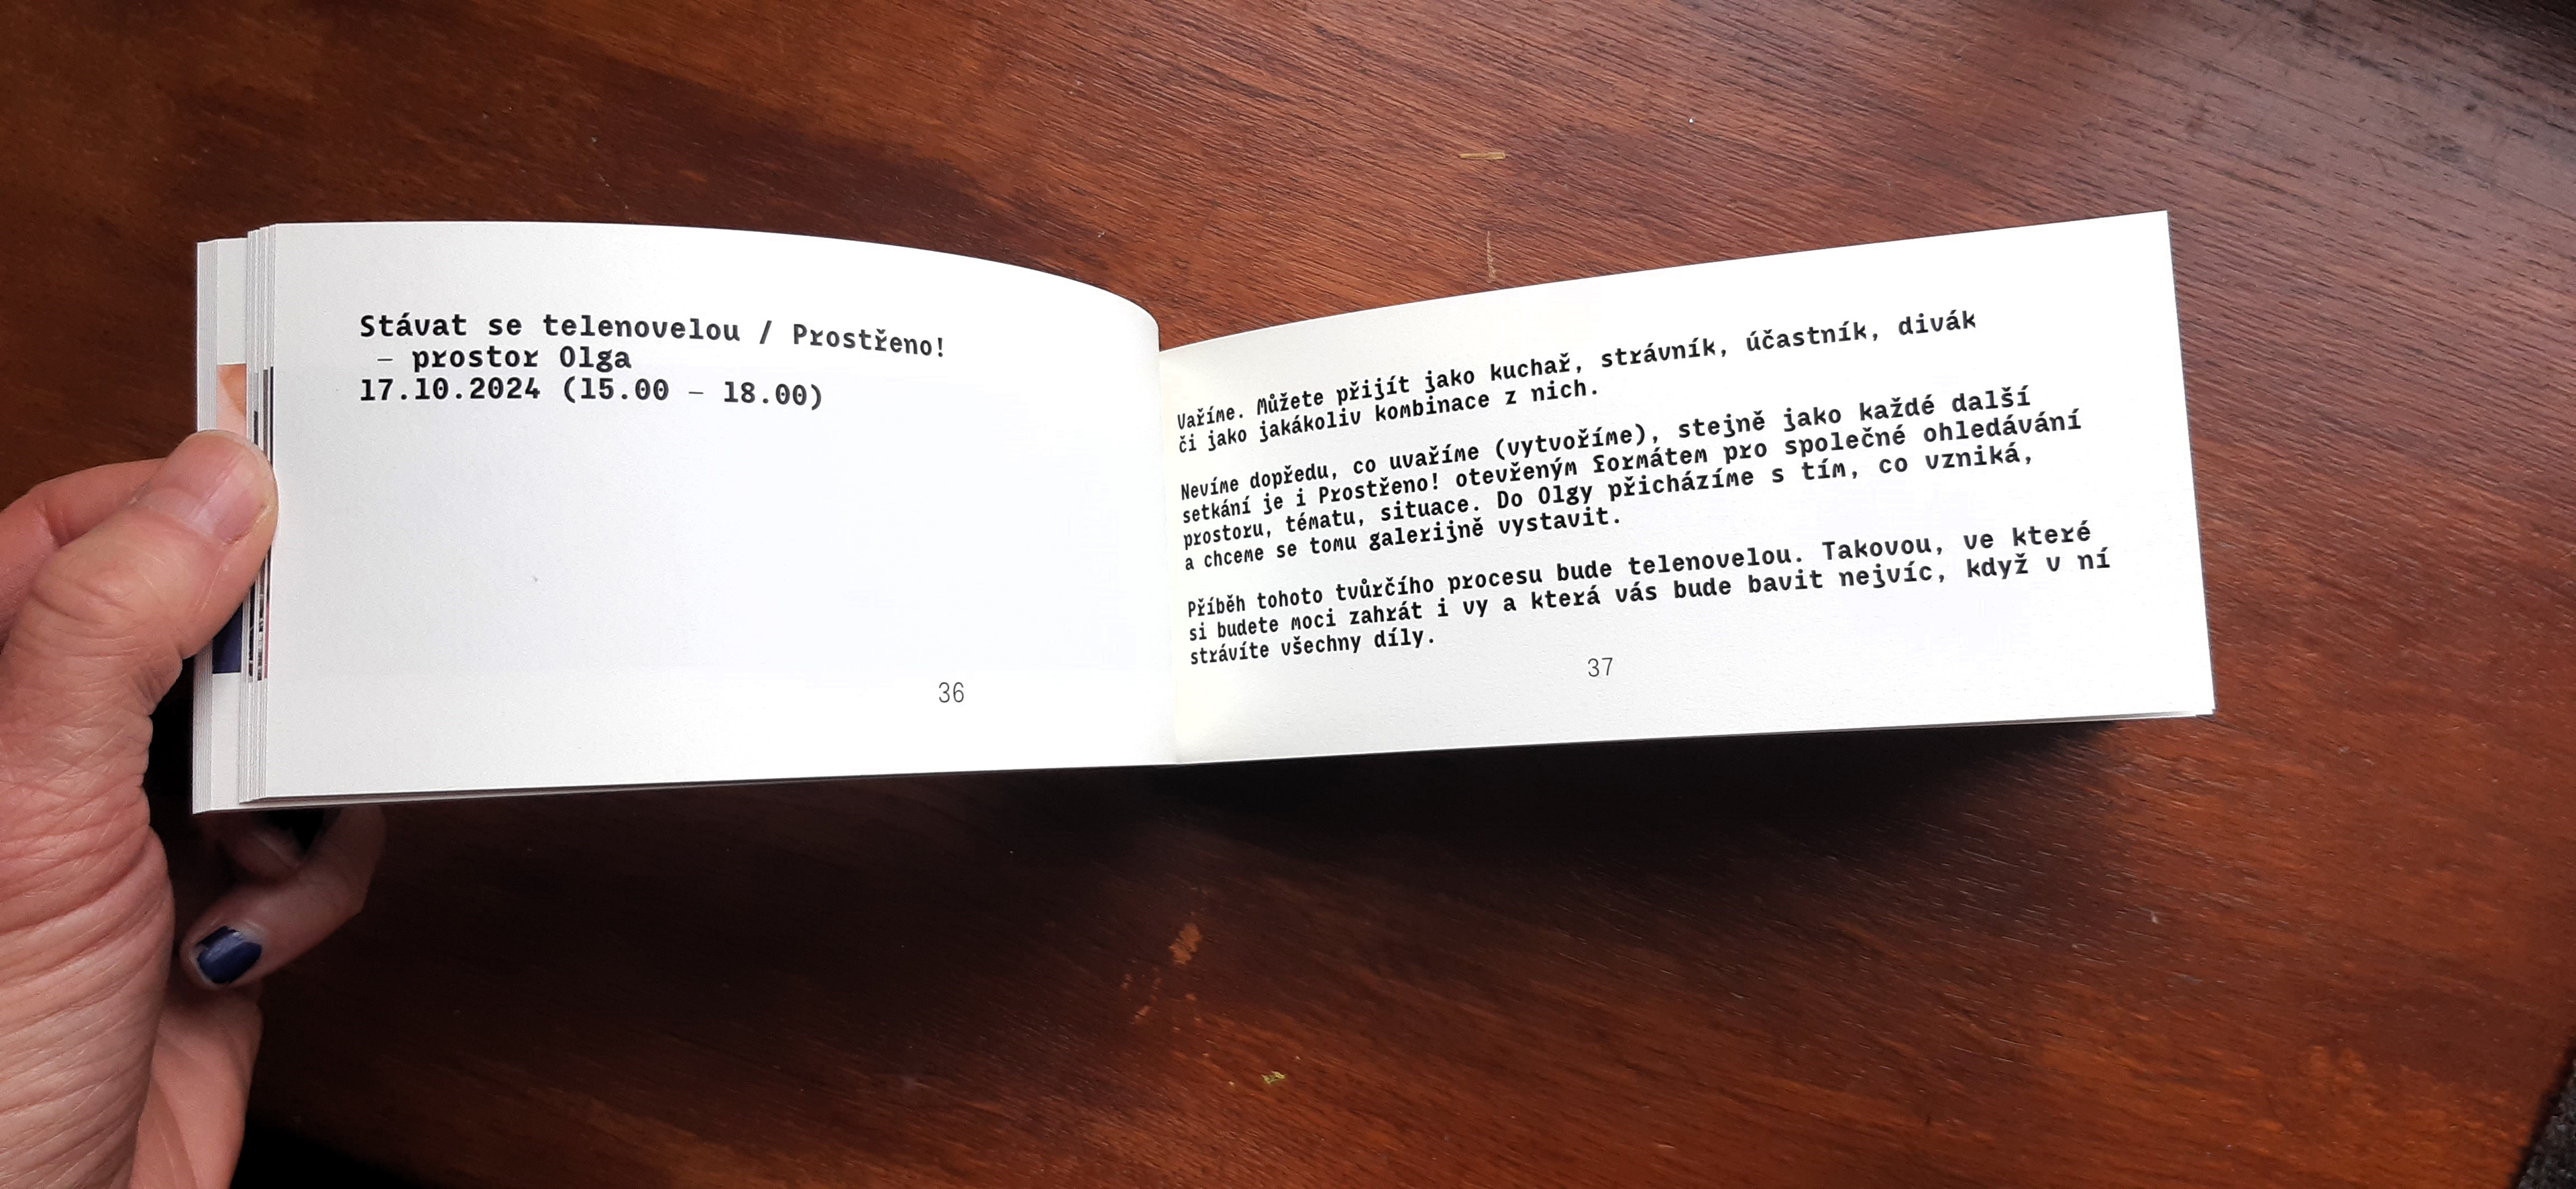 Stávat se telenovelou / Prostřeno!
– prostor Olga
17.10.2024 (15.00 – 18.00)
36
Vaříme. Můžete přijít jako kuchař, strávník, účastník, divák
či jako jakákoliv kombinace z nich.
Nevíme dopředu, co uvaříme (vytvoříme), stejně jako každé další
setkání je i Prostřeno! otevřeným formátem pro společné ohledávání
prostoru, tématu, situace. Do Olgy přicházíme s tím, co vzniká,
a chceme se tomu galerijně vystavit.
Příběh tohoto tvůrčího procesu bude telenovelou. Takovou, ve které
si budete moci zahrát i vy a která vás bude bavit nejvíc, když v ní
strávíte všechny díly.
37